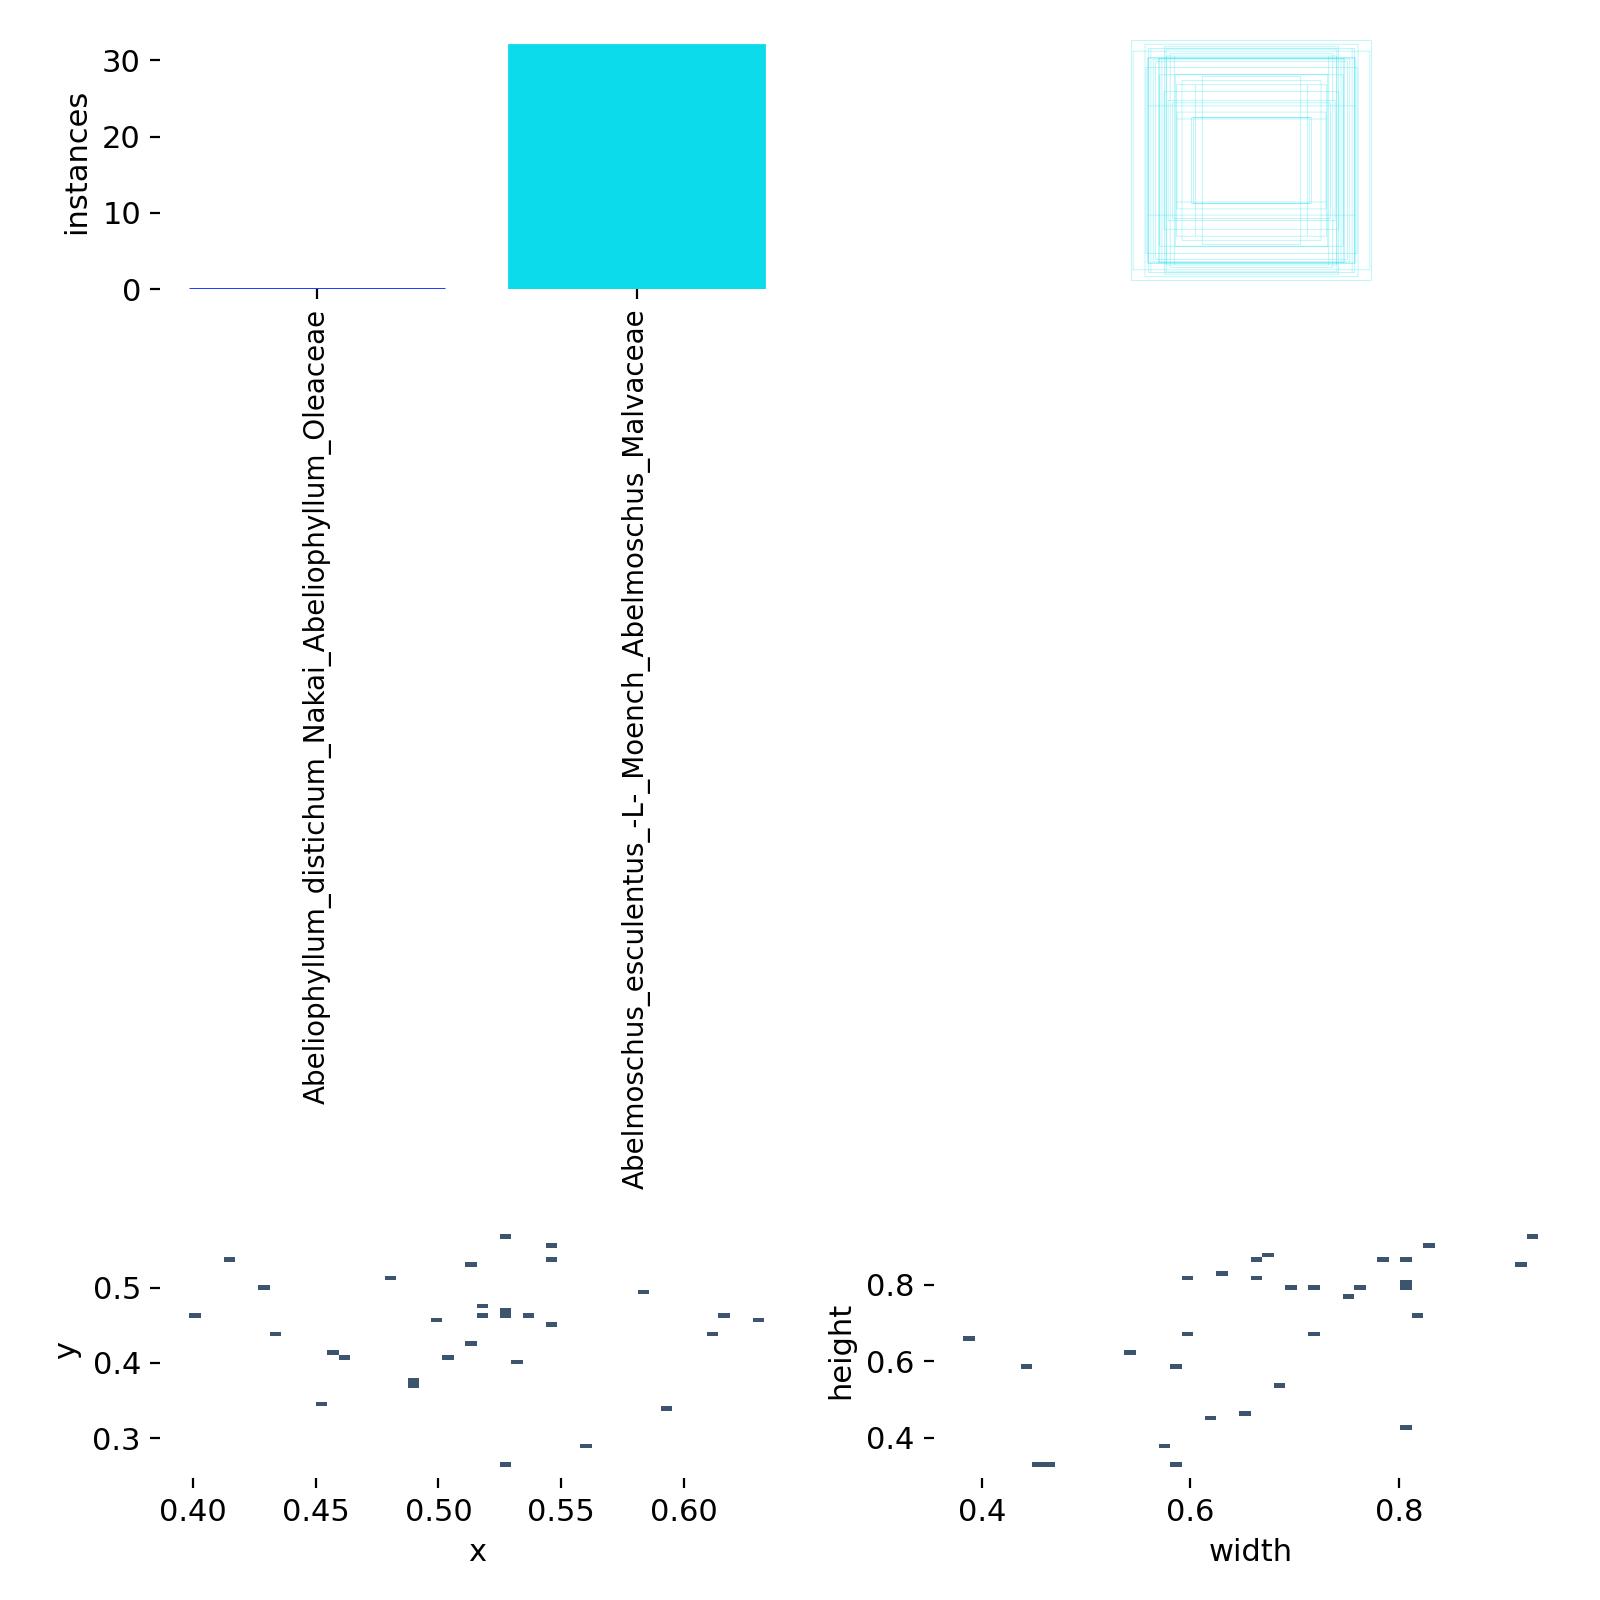 30
20
10
0
instances
Abeliophyllum_distichum_Nakai_Abeliophyllum_Oleaceae
Abelmoschus_esculentus_-L-_Moench_Abelmoschus_Malvaceae
0.5
0.4
0.3
y
0.40 0.45 0.50 0.55 0.60
x
0.8
0.6
0.4
height
0.4 0.6 0.8
width